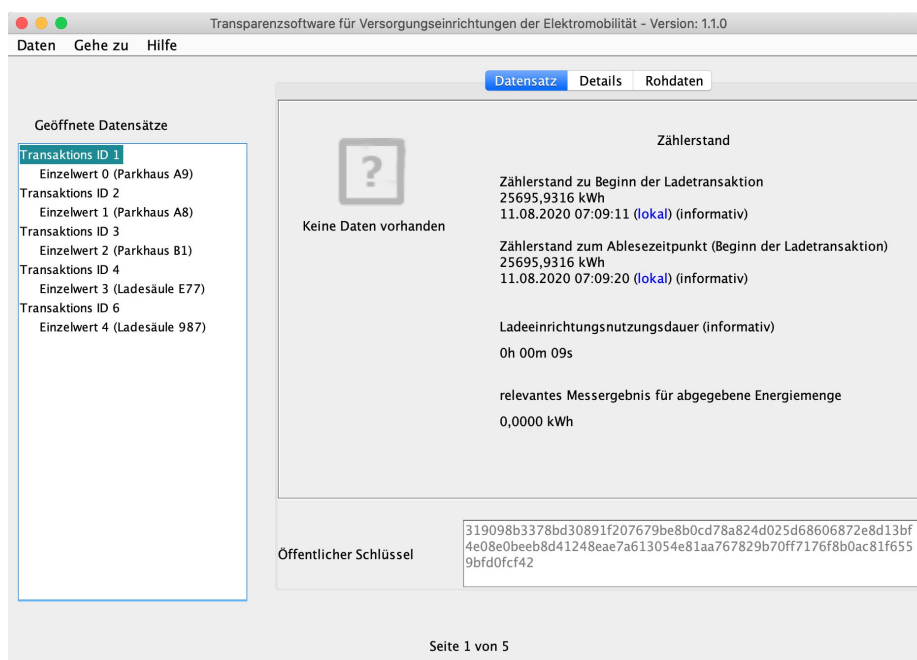 Transparenzsoftware für Versorgungseinrichtungen der Elektromobilität - Version: 1.1.0
Daten Gehe zu Hilfe
Datensatz Details Rohdaten
Geöffnete Datensätze
Transaktions ID 1
Einzelwert 0 (Parkhaus A9)
Transaktions ID 2
Einzelwert 1 (Parkhaus A8)
Transaktions ID 3
Einzelwert 2 (Parkhaus B1)
Transaktions ID 4
Einzelwert 3 (Ladesäule E77)
Transaktions ID 6
Einzelwert 4 (Ladesäule 987)
?
Keine Daten vorhanden
Zählerstand
Zählerstand zu Beginn der Ladetransaktion
25695,9316 kWh
11.08.2020 07:09:11 (lokal) (informativ)
Zählerstand zum Ablesezeitpunkt (Beginn der Ladetransaktion)
25695,9316 kWh
11.08.2020 07:09:20 (lokal) (informativ)
Ladeeinrichtungsnutzungsdauer (informativ)
0h 00m 09s
relevantes Messergebnis für abgegebene Energiemenge
0,0000 kWh
Öffentlicher Schlüssel
319098b3378bd30891f207679be8b0cd78a824d025d68606872e8d13bf
4e08e0beeb8d41248eae7a613054e81aa767829b70ff7176f8b0ac81f655
9bfd0fcf42
Seite 1 von 5